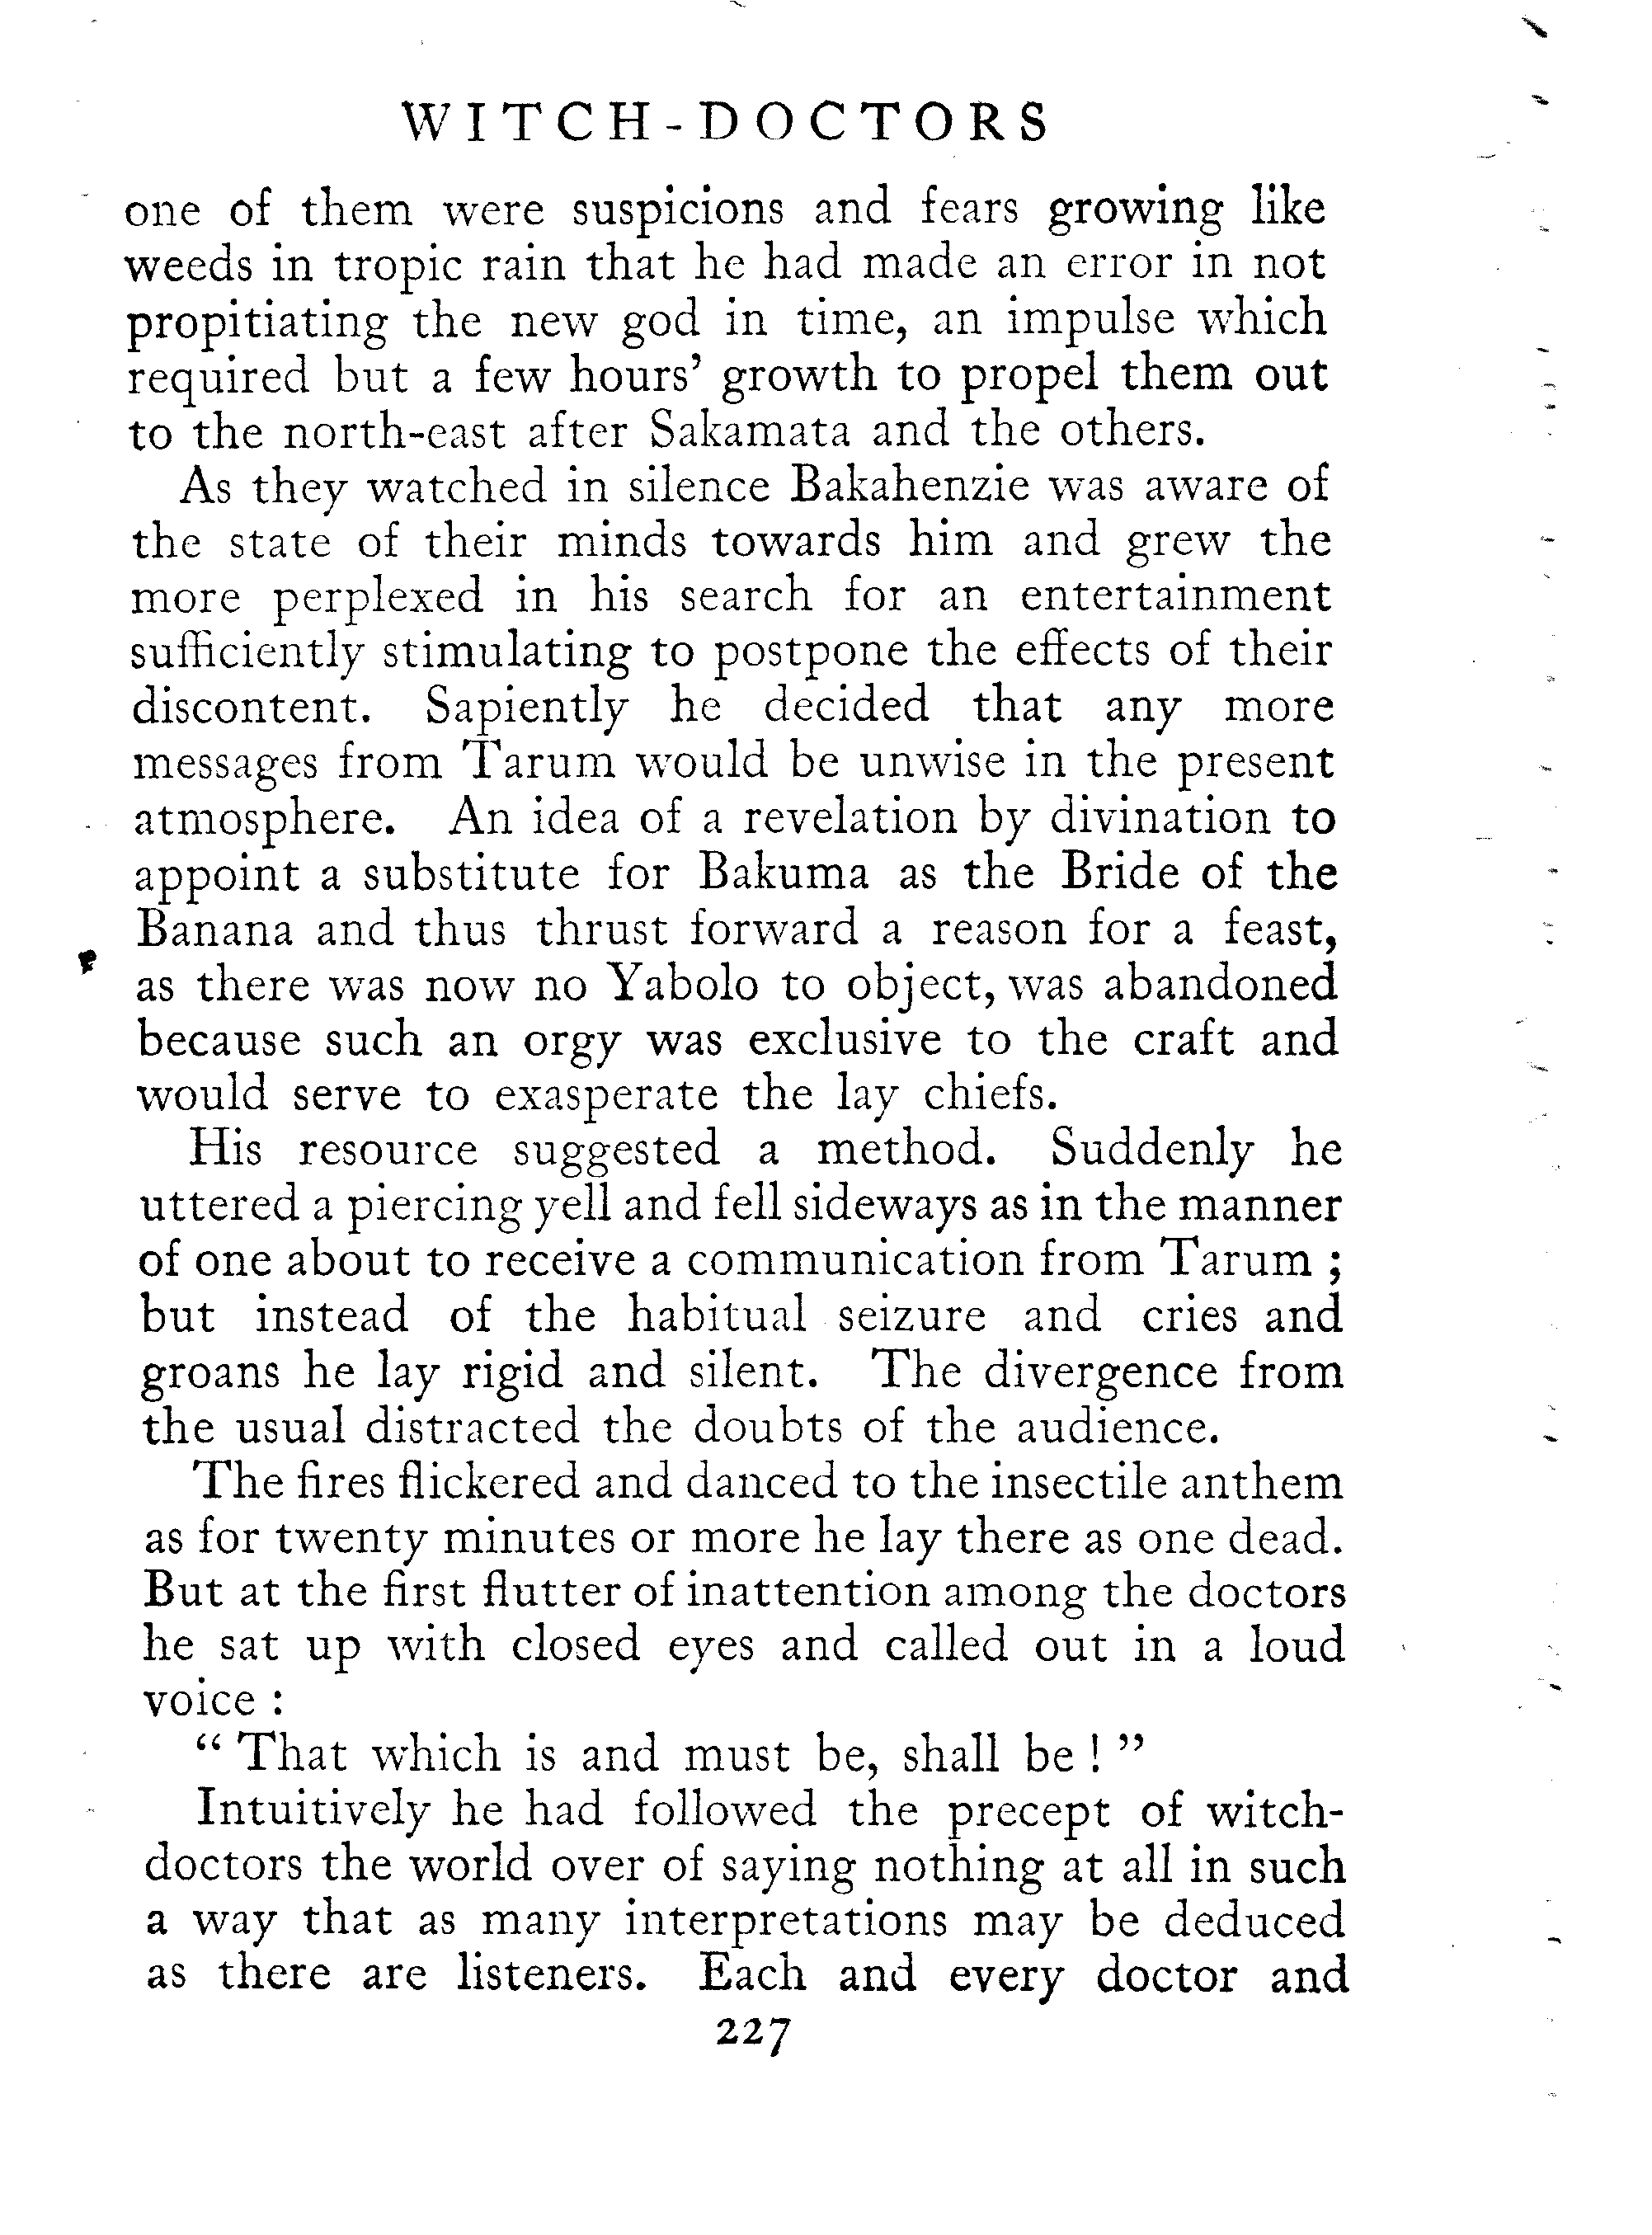 WITCH-DOCTORS
one of them were suspicions and fears growing like
weeds in tropic rain that he had made an error in not
propitiating the new god in time, an impulse which
required but a few hours’ growth to propel them out
to the north-east after Sakamata and the others.
As they watched in silence Bakahenzie was aware of
the state of their minds towards him and grew the
more perplexed in his search for an entertainment
sufficiently stimulating to postpone the effects of their
discontent. Sapiently he decided that any more
messages from Tarum would be unwise in the present
atmosphere. An idea of a revelation by divination to
appoint a substitute for Bakuma as the Bride of the
Banana and thus thrust forward a reason for a feast,
as there was now no Yabolo to object, was abandoned
because such an orgy was exclusive to the craft and
would serve to exasperate the lay chiefs.
His resource suggested a method. Suddenly he
uttered a piercing yell and fell sideways as in the manner
of one about to receive a communication from Tarum ;
but instead of the habitual seizure and cries and
groans he lay rigid and silent. The divergence from
the usual distracted the doubts of the audience.
The fires flickered and danced to the insectile anthem
as for twenty minutes or more he lay there as one dead.
But at the first flutter of inattention among the doctors
he sat up with closed eyes and called out in a loud
voice :
“ That which is and must be, shall be ! ”
Intuitively he had followed the precept of witch-
doctors the world over of saying nothing at all in such
a way that as many interpretations may be deduced
as there are listeners. Each and every doctor and
227